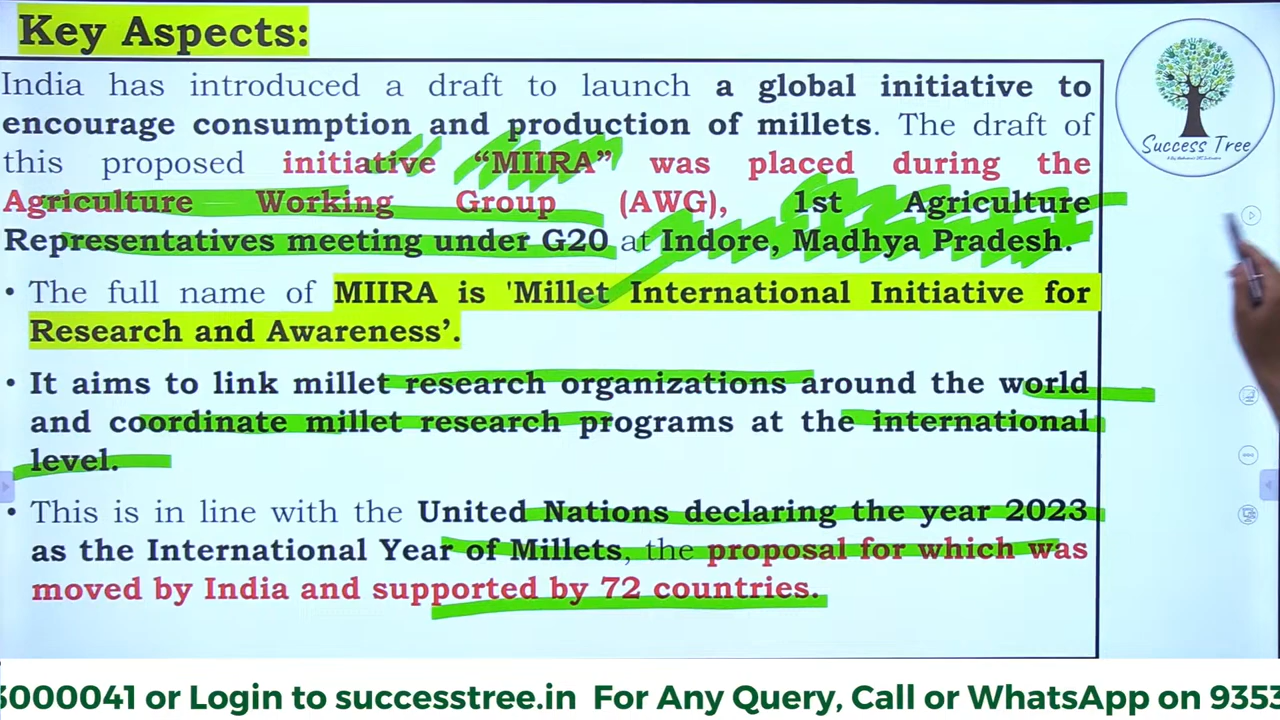 Key Aspects:
India has introduced a draft to launch a global initiative to
encourage consumption and production of millets. The draft of
this proposed initiative “MIIRA” was placed during the
Agriculture Working Group (AWG), 1st Agriculture
Representatives meeting under G20 at Indore, Madhya Pradesh.
• The full name of MIIRA is 'Millet International Initiative for
Research and Awareness’.
• It aims to link millet research organizations around the world
and coordinate millet research programs at the international
level.
• This is in line with the United Nations declaring the year 2023
as the International Year of Millets, the proposal for which was
moved by India and supported by 72 countries.
Success Tree
3000041 or Login to successtree.in For Any Query, Call or WhatsApp on 9353